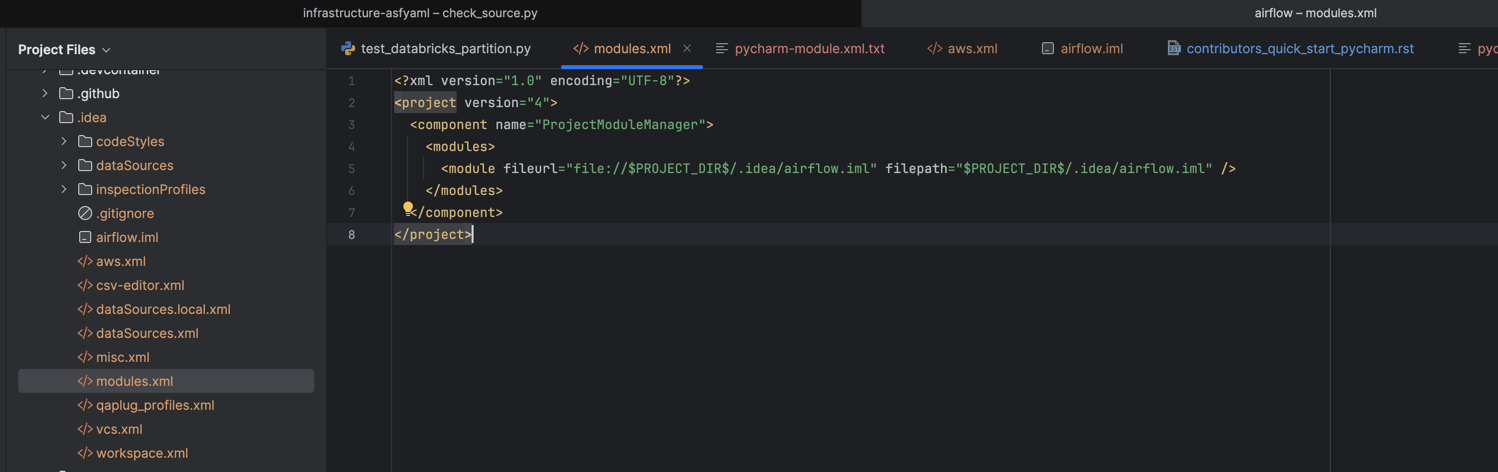 infrastructure-asfyaml – check_source.py
airflow – modules.xml
Project Files
test_databricks_partition.py
modules.xml
pycharm-module.xml.txt
aws.xml
airflow.iml
contributors_quick_start_pycharm.rst
pyc
.devcontainer
.github
.idea
codeStyles
dataSources
inspectionProfiles
.gitignore
airflow.iml
aws.xml
csv-editor.xml
dataSources.local.xml
dataSources.xml
misc.xml
modules.xml
qaplug_profiles.xml
vcs.xml
workspace.xml
1 <?xml version="1.0" encoding="UTF-8"?>
2 <project version="4">
3 <component name="ProjectModuleManager">
4 <modules>
5 <module fileurl="file://$PROJECT_DIR$/.idea/airflow.iml" filepath="$PROJECT_DIR$/.idea/airflow.iml" />
6 </modules>
7 </component>
8 </project>